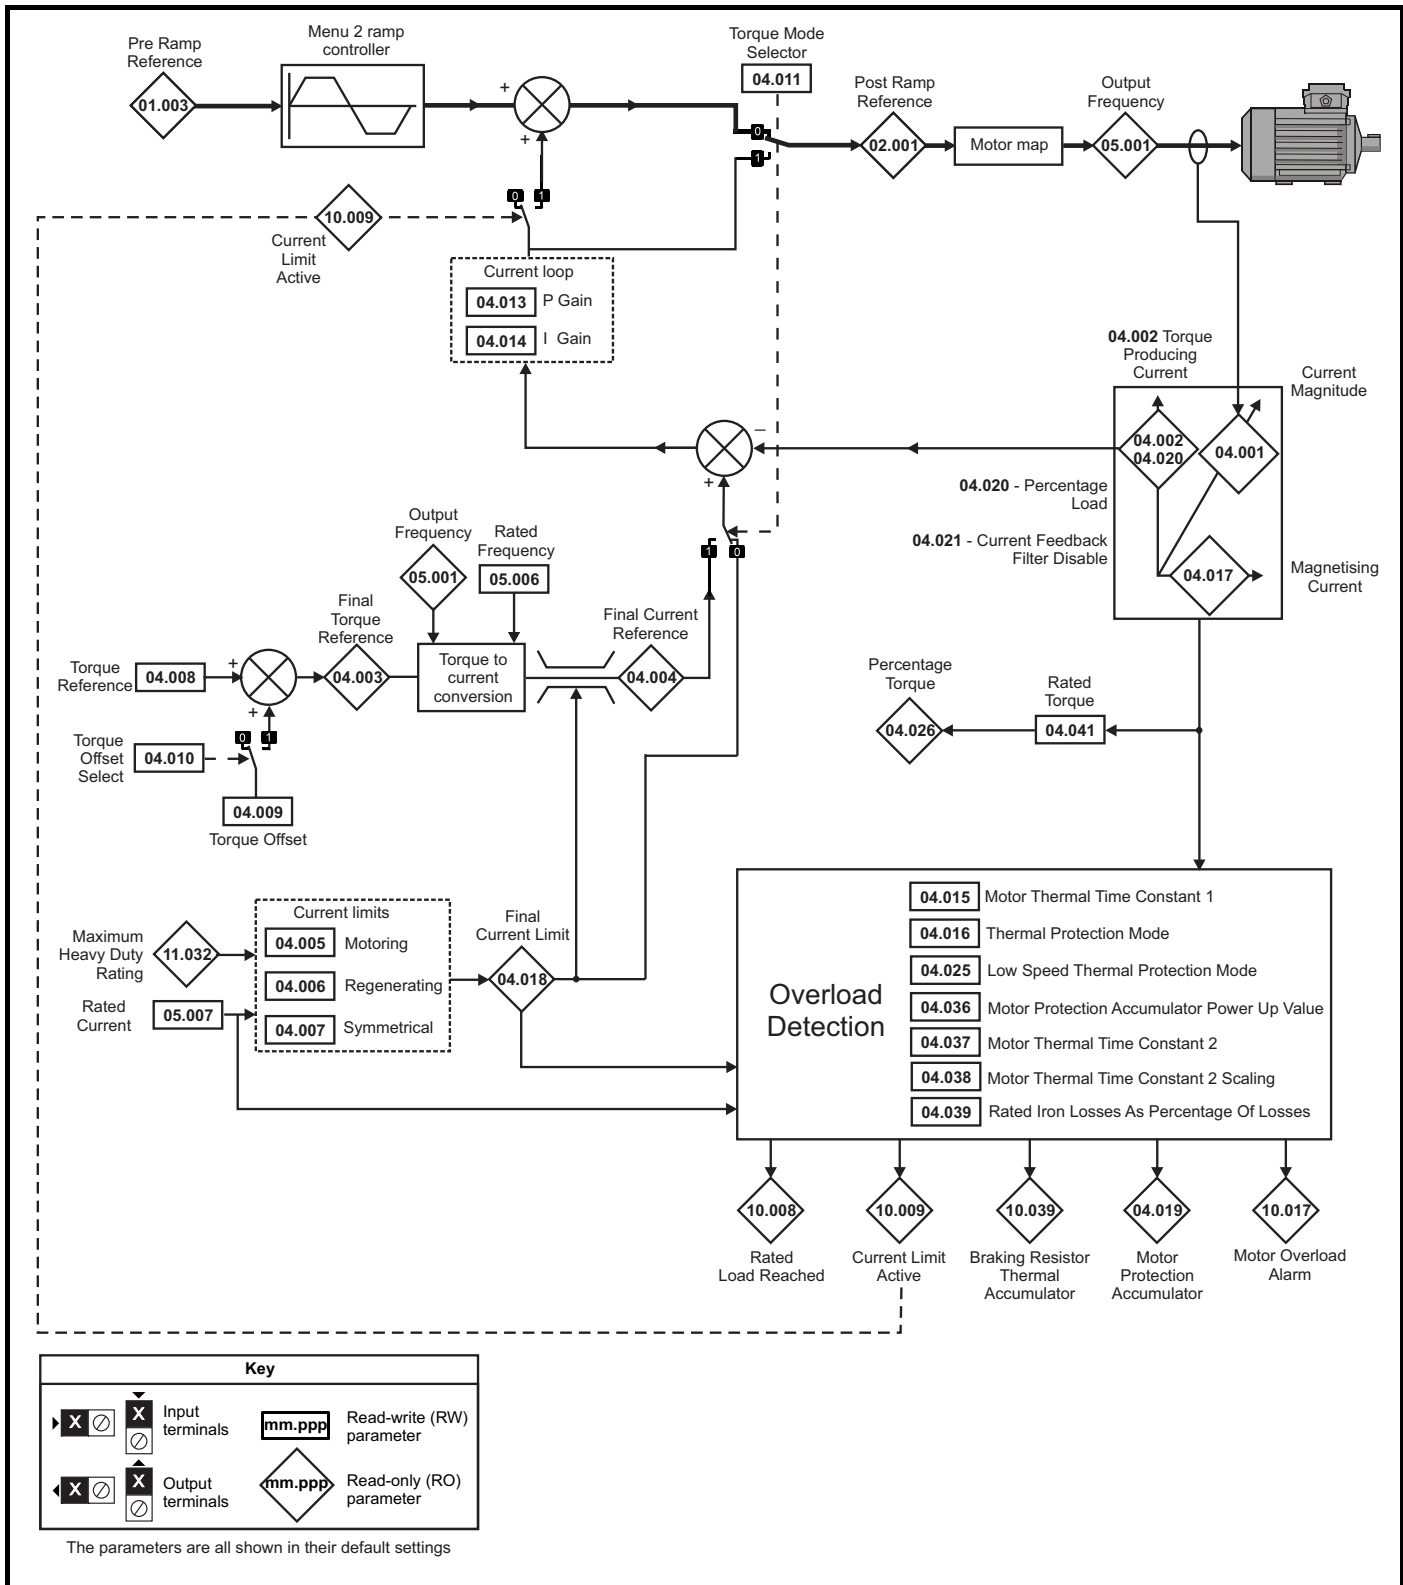 Pre Ramp
Reference
01.003
Menu 2 ramp
controller
+
+
Torque Mode
Selector
04.011
0
1
Post Ramp
Reference
02.001
Motor map
Output
Frequency
05.001
0
1
10.009
Current
Limit
Active
Current loop
04.013 P Gain
04.014 I Gain
04.002 Torque
Producing
Current
Current
Magnitude
04.002
04.020
04.001
04.017
Magnetising
Current
04.020 - Percentage
Load
04.021 - Current Feedback
Filter Disable
–
+
1
0
Output
Frequency
05.001
Rated
Frequency
05.006
Final
Torque
Reference
04.003
Torque to
current
conversion
Final Current
Reference
04.004
Torque
Reference
04.008
+
+
0
1
Torque
Offset
Select
04.010
04.009
Torque Offset
Percentage
Torque
04.026
Rated
Torque
04.041
Maximum
Heavy Duty
Rating
11.032
Rated
Current
05.007
Current limits
04.005 Motoring
04.006 Regenerating
04.007 Symmetrical
Final
Current Limit
04.018
Overload
Detection
04.015 Motor Thermal Time Constant 1
04.016 Thermal Protection Mode
04.025 Low Speed Thermal Protection Mode
04.036 Motor Protection Accumulator Power Up Value
04.037 Motor Thermal Time Constant 2
04.038 Motor Thermal Time Constant 2 Scaling
04.039 Rated Iron Losses As Percentage Of Losses
10.008
Rated
Load Reached
10.009
Current Limit
Active
10.039
Braking Resistor
Thermal
Accumulator
04.019
Motor
Protection
Accumulator
10.017
Motor Overload
Alarm
Key
X
X
Input
terminals
mm.ppp
Read-write (RW)
parameter
X
X
Output
terminals
mm.ppp
Read-only (RO)
parameter
The parameters are all shown in their default settings